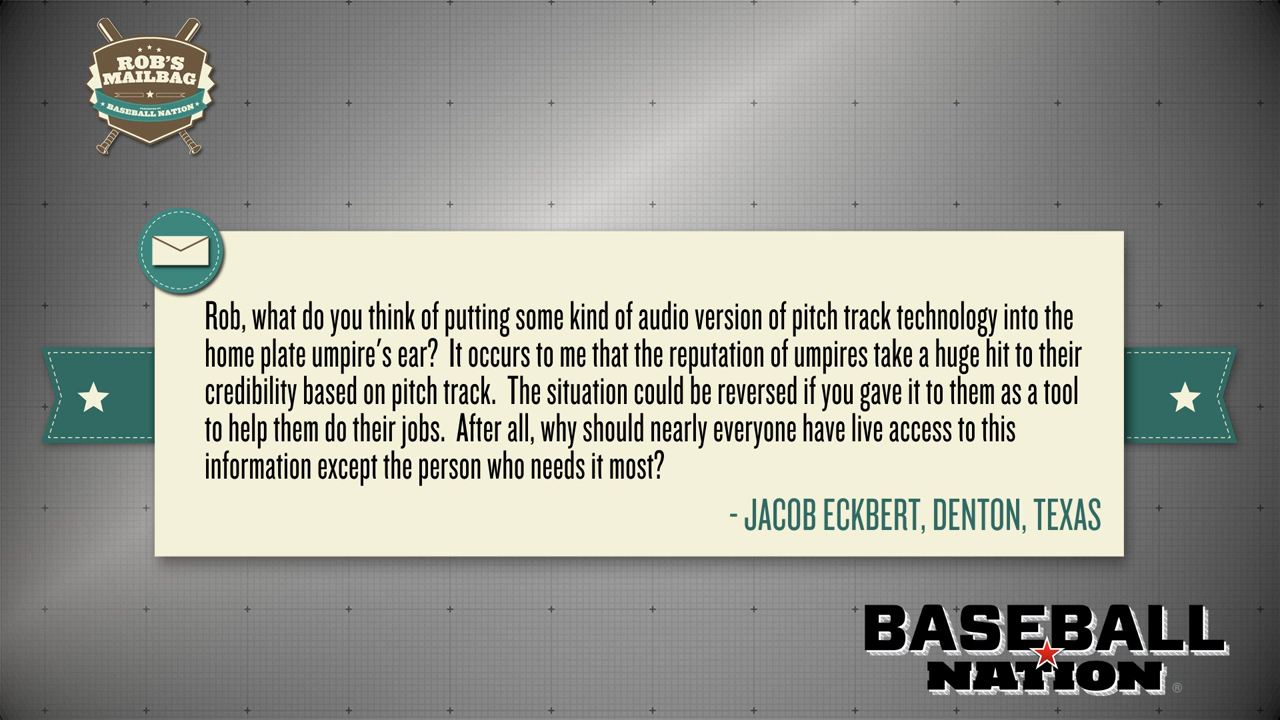 ROB'S
MAILBAG
BASEBALL NATION
Rob, what do you think of putting some kind of audio version of pitch track technology into the
home plate umpire's ear?  It occurs to me that the reputation of umpires take a huge hit to their
credibility based on pitch track.  The situation could be reversed if you gave it to them as a tool
to help them do their jobs.  After all, why should nearly everyone have live access to this
information except the person who needs it most?
- JACOB ECKBERT, DENTON, TEXAS
BASEBALL
NATION
®